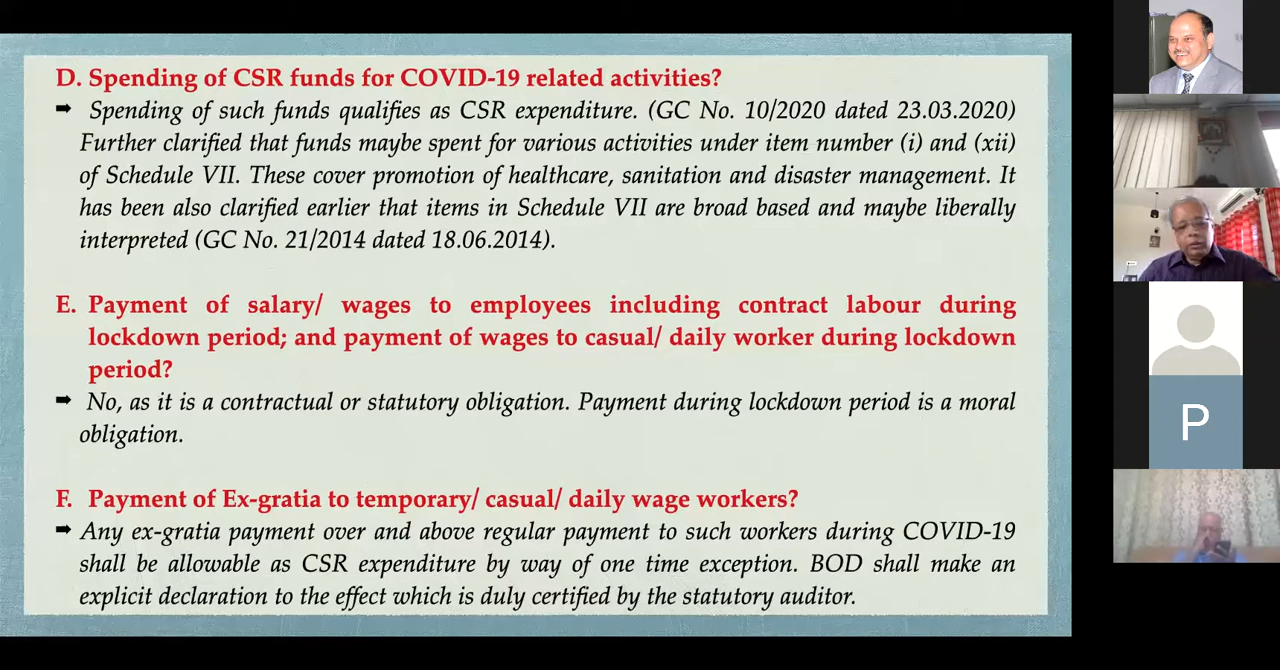 D. Spending of CSR funds for COVID-19 related activities?
➡ Spending of such funds qualifies as CSR expenditure. (GC No. 10/2020 dated 23.03.2020)
Further clarified that funds maybe spent for various activities under item number (i) and (xii)
of Schedule VII. These cover promotion of healthcare, sanitation and disaster management. It
has been also clarified earlier that items in Schedule VII are broad based and maybe liberally
interpreted (GC No. 21/2014 dated 18.06.2014).
E. Payment of salary/ wages to employees including contract labour during
lockdown period; and payment of wages to casual/ daily worker during lockdown
period?
➡ No, as it is a contractual or statutory obligation. Payment during lockdown period is a moral
obligation.
F. Payment of Ex-gratia to temporary/ casual/ daily wage workers?
➡ Any ex-gratia payment over and above regular payment to such workers during COVID-19
shall be allowable as CSR expenditure by way of one time exception. BOD shall make an
explicit declaration to the effect which is duly certified by the statutory auditor.
P